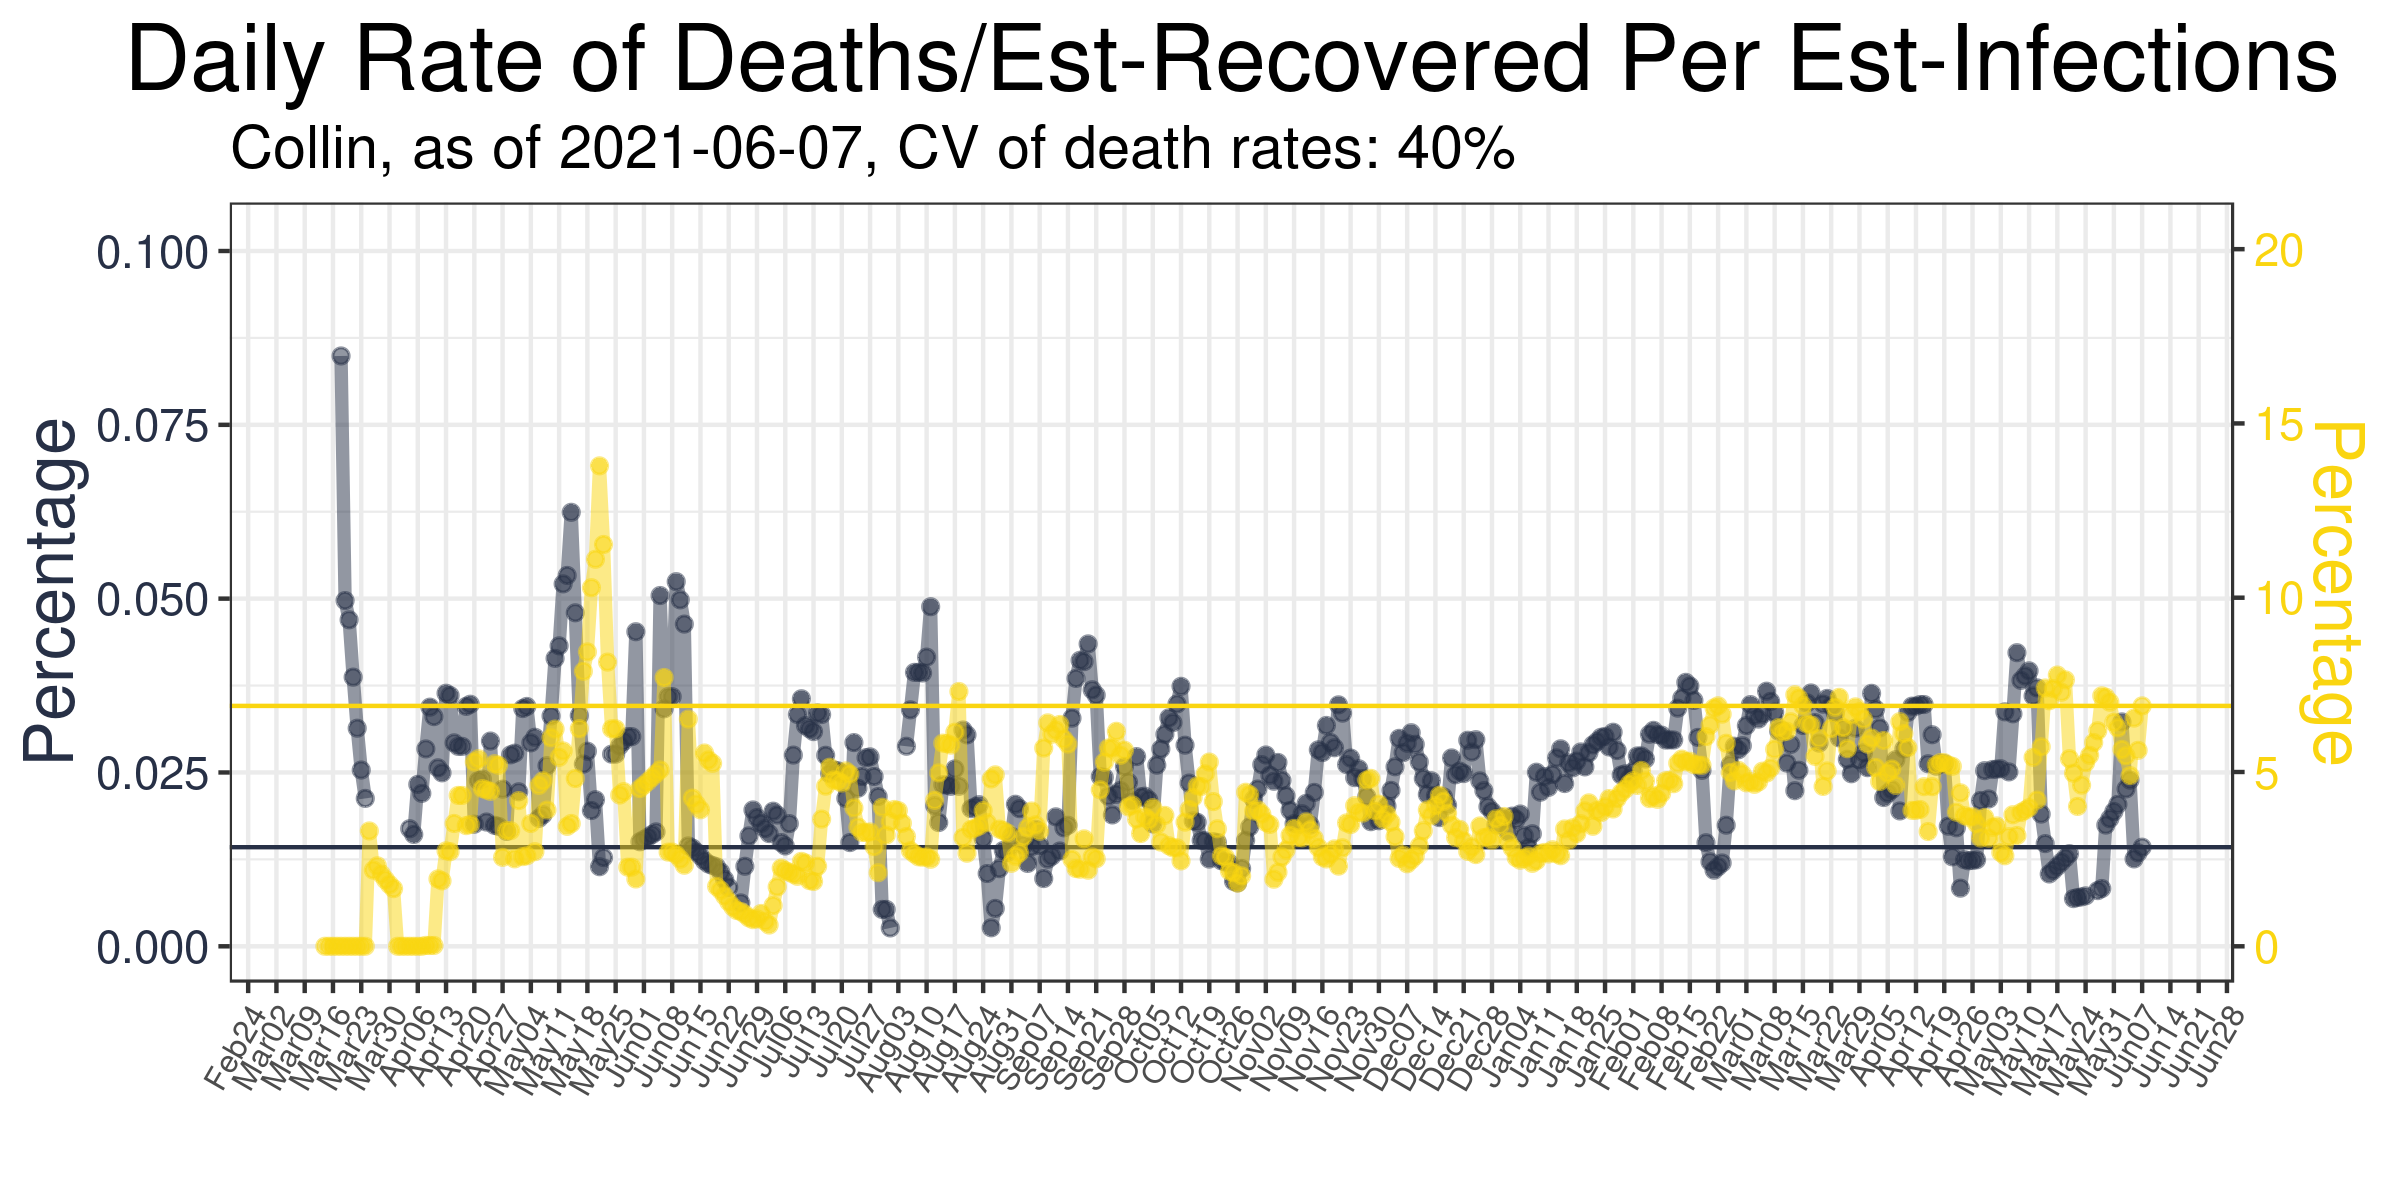 Daily Rate of Deaths/Est-Recovered Per Est-Infections
Collin, as of 2021-06-07, CV of death rates: 40%
Percentage
0.100
0.075
0.050
0.025
0.000
20
15
10
5
0
Percentage
Feb24
Mar02
Mar09
Mar16
Mar23
Mar30
Apr06
Apr13
Apr20
Apr27
May04
May11
May18
May25
Jun01
Jun08
Jun15
Jun22
Jun29
Jul06
Jul13
Jul20
Jul27
Aug03
Aug10
Aug17
Aug24
Aug31
Sep07
Sep14
Sep21
Sep28
Oct05
Oct12
Oct19
Oct26
Nov02
Nov09
Nov16
Nov23
Nov30
Dec07
Dec14
Dec21
Dec28
Jan04
Jan11
Jan18
Jan25
Feb01
Feb08
Feb15
Feb22
Mar01
Mar08
Mar15
Mar22
Mar29
Apr05
Apr12
Apr19
Apr26
May03
May10
May17
May24
May31
Jun07
Jun14
Jun21
Jun28